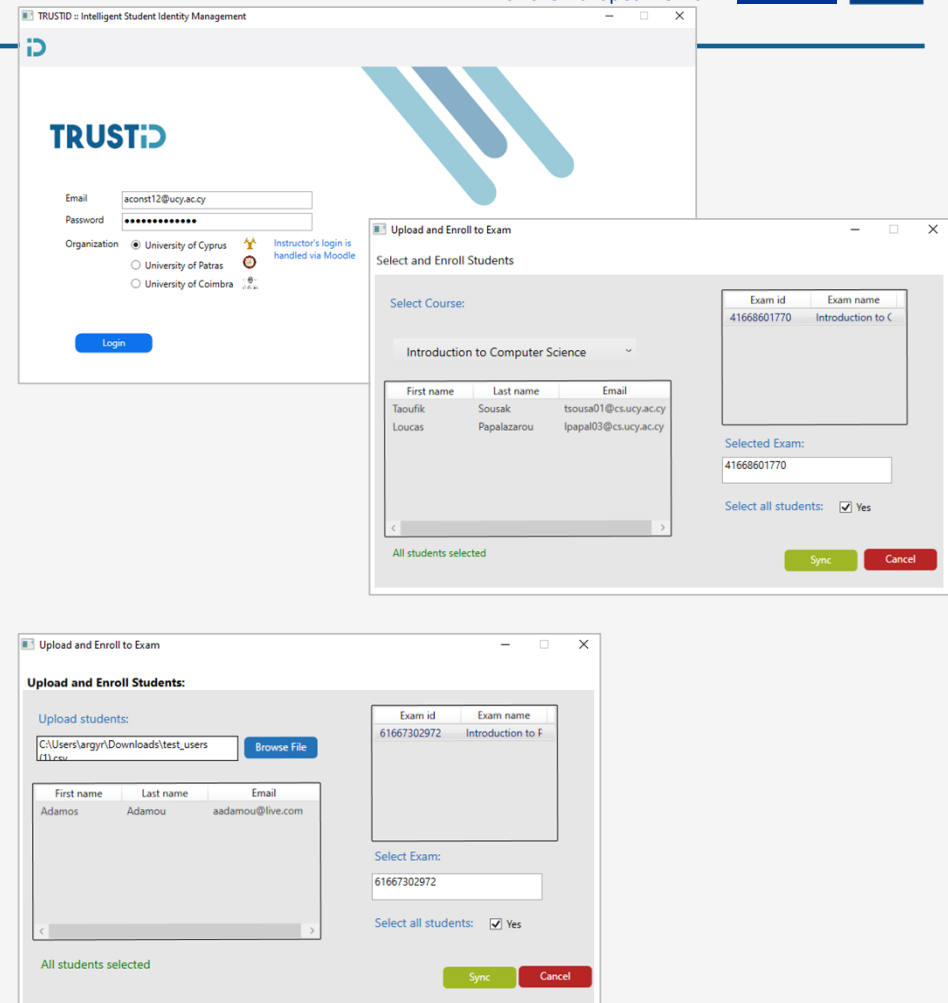 TRUSTID :: Intelligent Student Identity Management
iD
TRUSTiD
Email
aconst12@ucy.ac.cy
Password
•••••••••••••
Organization
University of Cyprus
Instructor's login is
handled via Moodle
University of Patras
University of Coimbra
Login
Upload and Enroll to Exam
Select and Enroll Students
Select Course:
Introduction to Computer Science
First name Last name Email
Taoufik Sousak tsousa01@cs.ucy.ac.cy
Loucas Papalazarou lpapal03@cs.ucy.ac.cy
All students selected
Exam id Exam name
41668601770 Introduction to C
Selected Exam:
41668601770
Select all students: Yes
Sync Cancel
Upload and Enroll to Exam
Upload and Enroll Students:
Upload students:
C:\Users\argyr\Downloads\test_users
(1).csv
Browse File
First name Last name Email
Adamos Adamou aadamou@live.com
All students selected
Exam id Exam name
61667302972 Introduction to F
Select Exam:
61667302972
Select all students: Yes
Sync Cancel